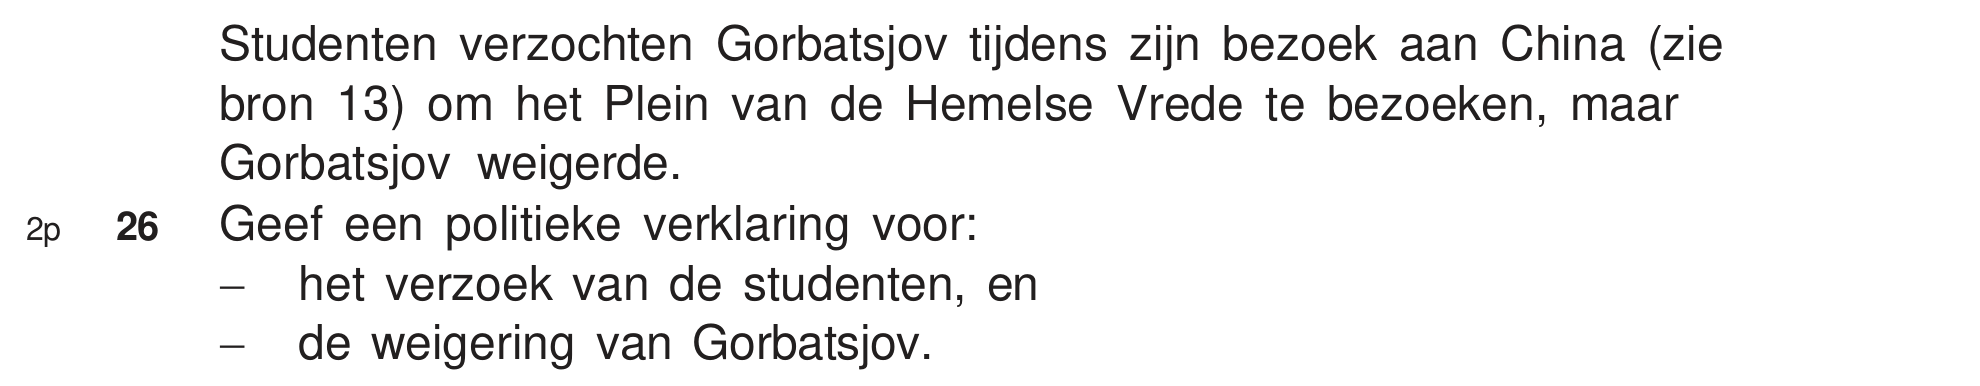 Studenten verzochten Gorbatsjov tijdens zijn bezoek aan China (zie
bron 13) om het Plein van de Hemelse Vrede te bezoeken, maar
Gorbatsjov weigerde.
2p 26 Geef een politieke verklaring voor:
– het verzoek van de studenten, en
– de weigering van Gorbatsjov.